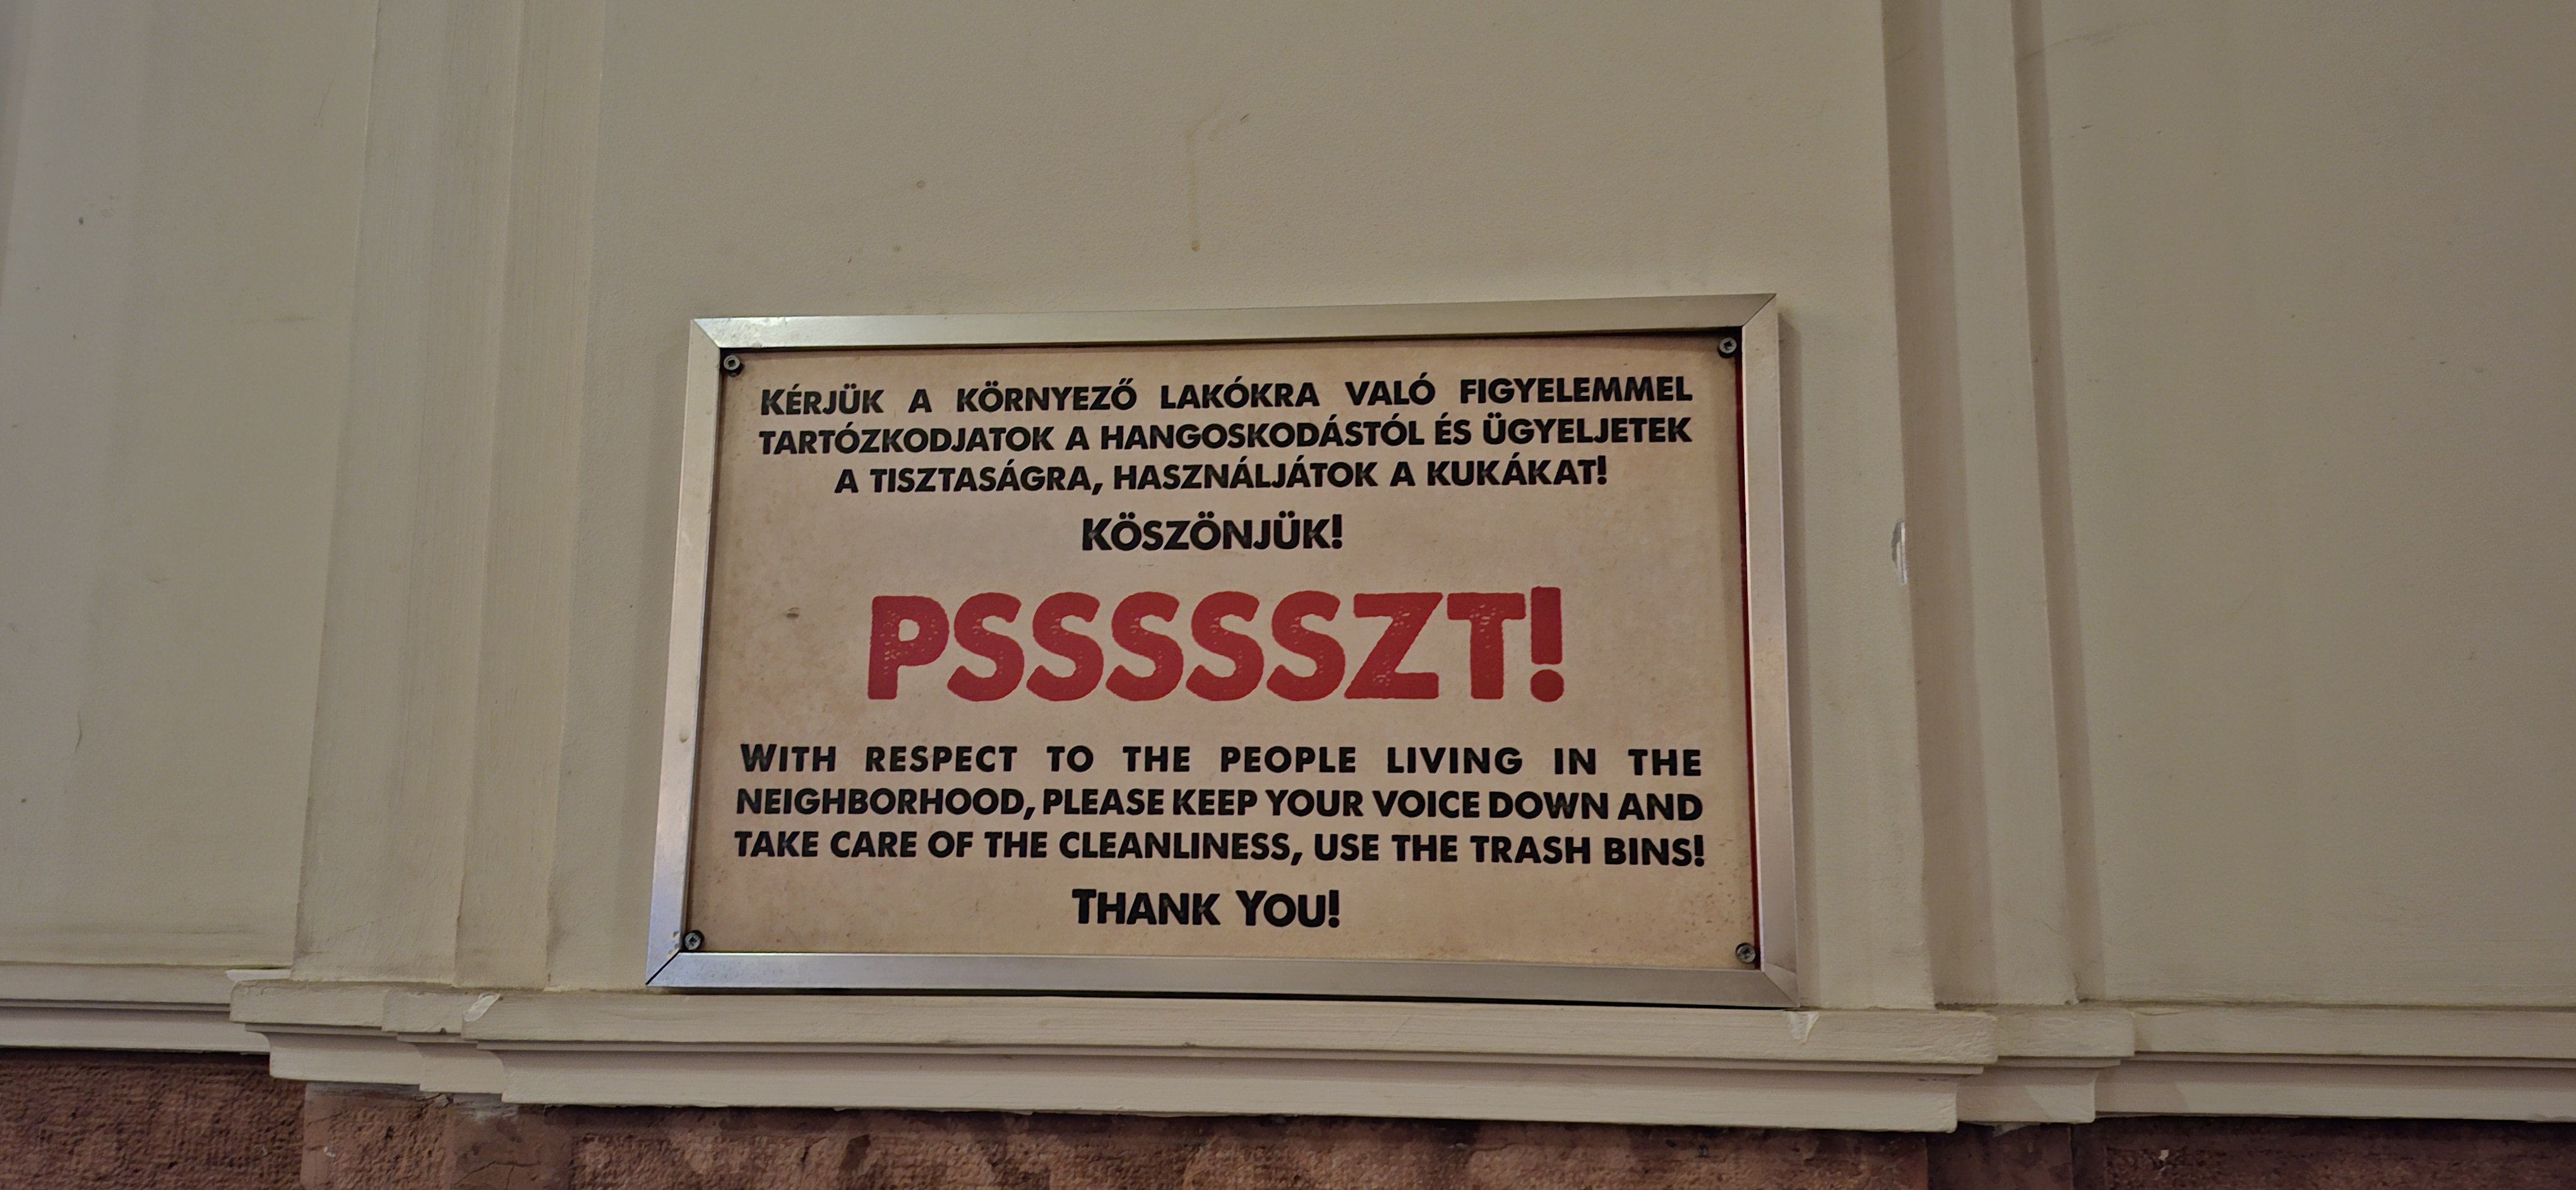 KÉRJÜK A KÖRNYEZŐ LAKÓKRA VALÓ FIGYELEMMEL
TARTÓZKODJATOK A HANGOSKODÁSTÓL ÉS ÜGYELJETEK
A TISZTASÁGRA, HASZNÁLJÁTOK A KUKÁKAT!
KÖSZÖNJÜK!
PSSSSSZT!
WITH RESPECT TO THE PEOPLE LIVING IN THE
NEIGHBORHOOD, PLEASE KEEP YOUR VOICE DOWN AND
TAKE CARE OF THE CLEANLINESS, USE THE TRASH BINS!
THANK YOU!